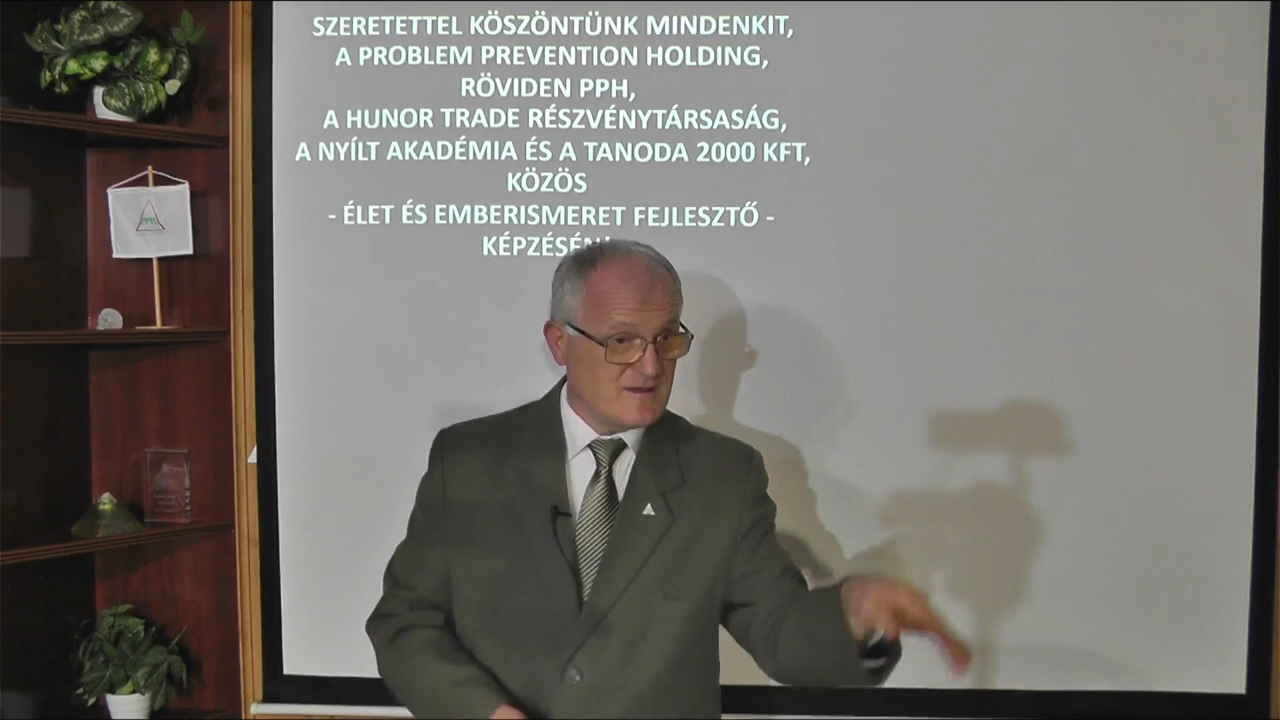 SZERETETTEL KÖSZÖNTÜNK MINDENKIT,
A PROBLEM PREVENTION HOLDING,
RÖVIDEN PPH,
A HUNOR TRADE RÉSZVÉNYTÁRSASÁG,
A NYÍLT AKADÉMIA ÉS A TANODA 2000 KFT,
KÖZÖS
- ÉLET ÉS EMBERISMERET FEJLESZTŐ -